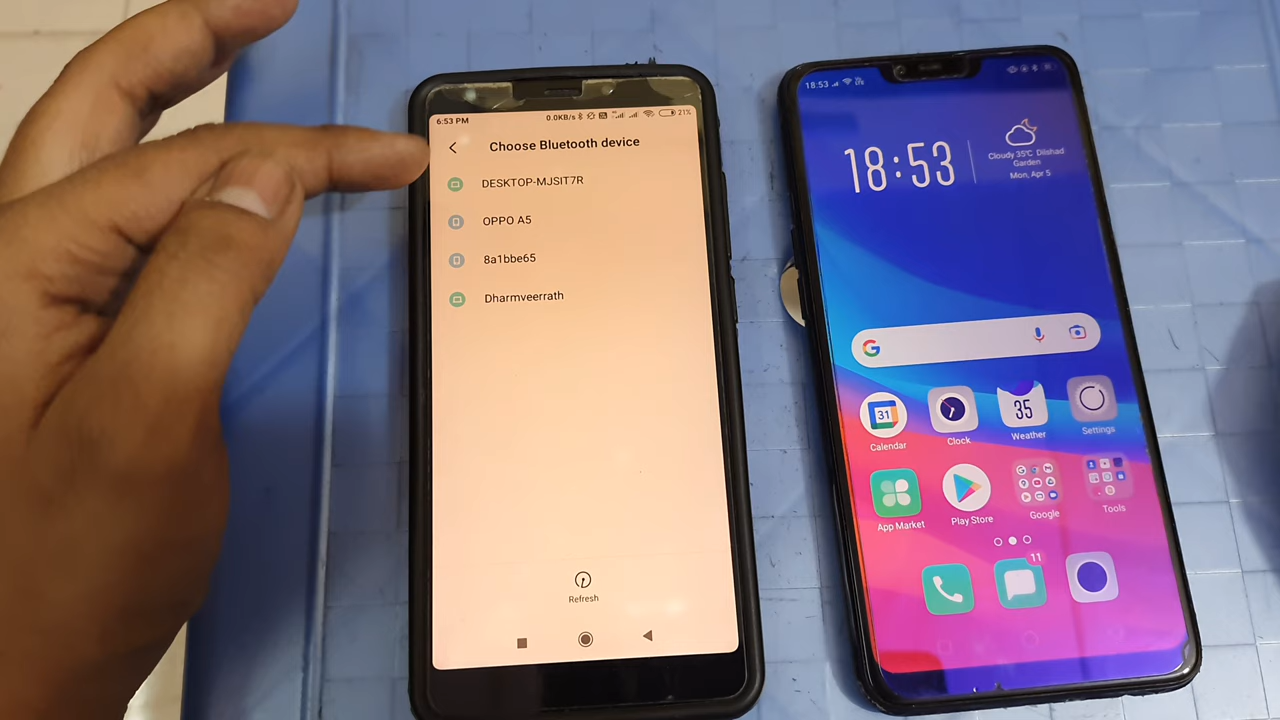 6:53 PM
0.0KB/s
21%
Choose Bluetooth device
DESKTOP-MJSIT7R
OPPO A5
8a1bbe65
Dharmveerrath
Refresh
18:53
18:53
Cloudy 35°C Dilshad
Garden
Mon, Apr 5
G
31
35
Calendar
Clock
Weather
Settings
App Market
Play Store
Google
Tools
11